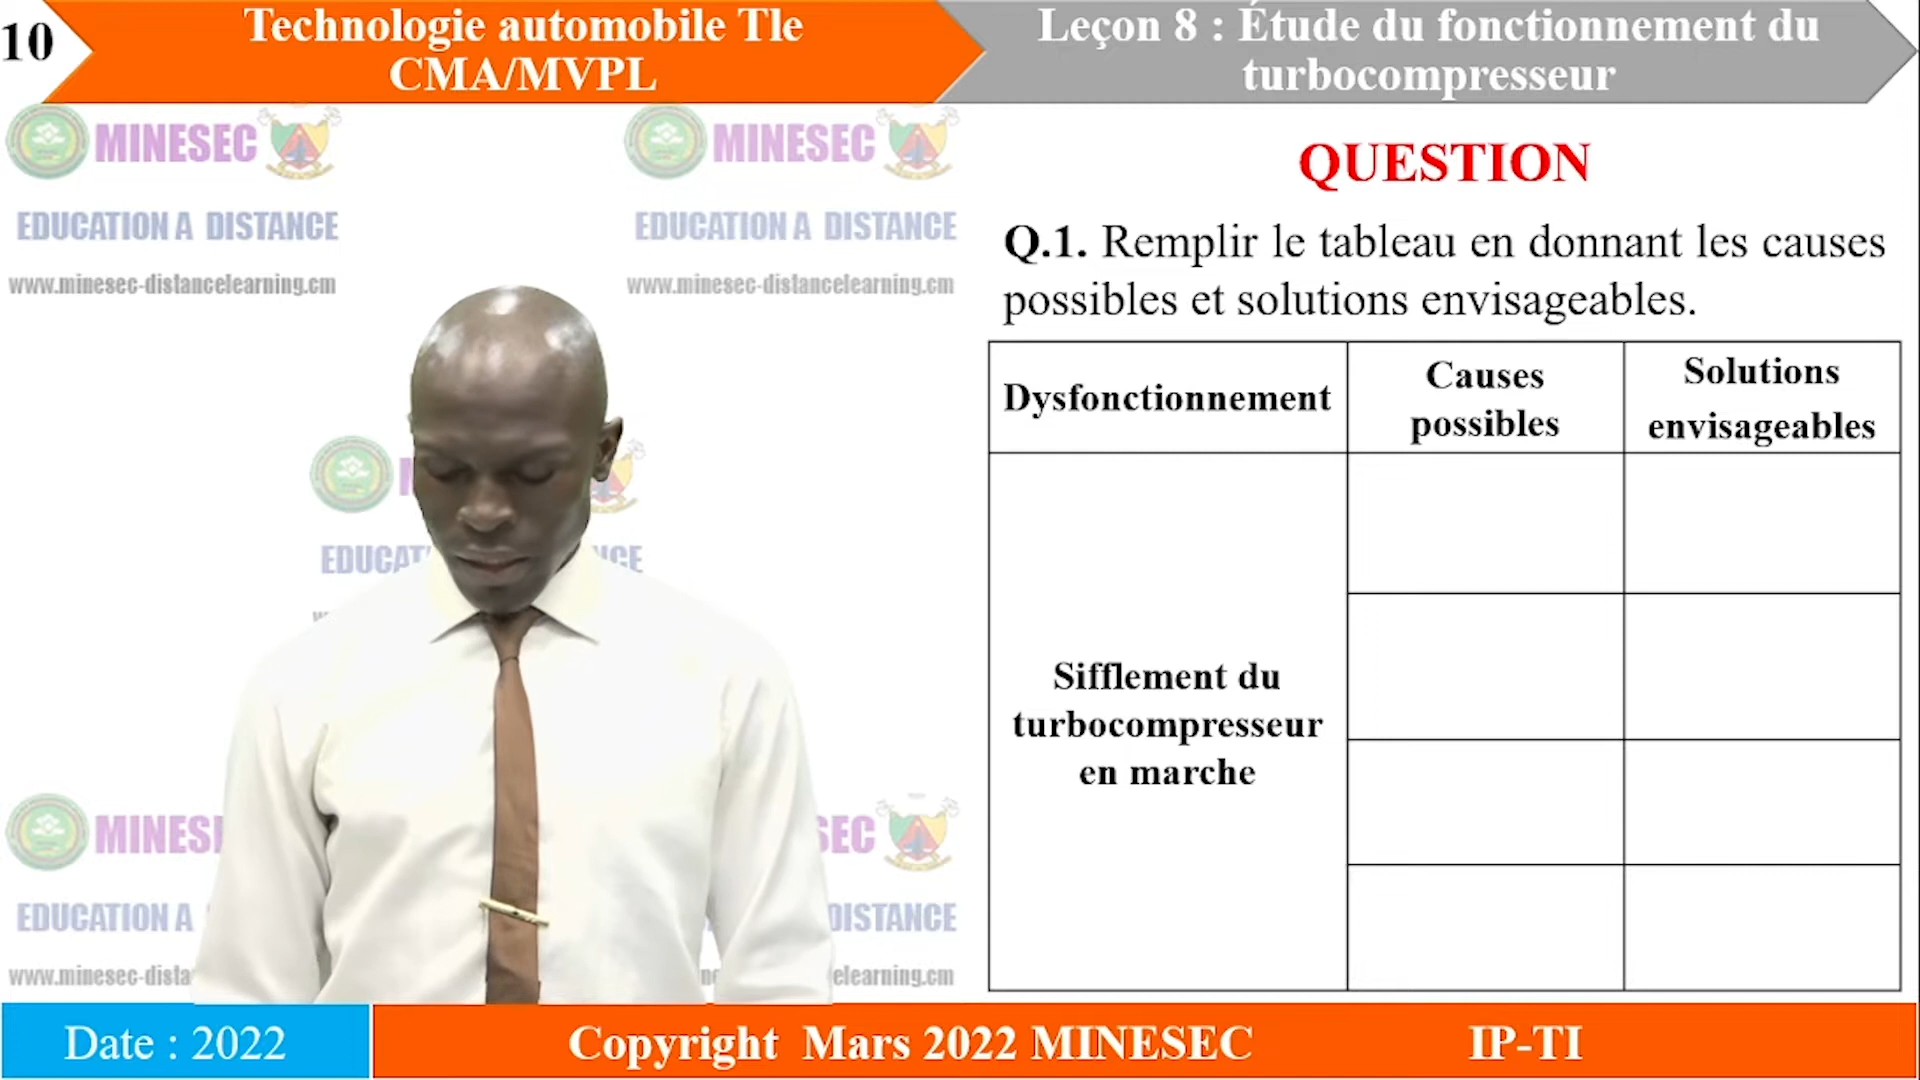 10
Technologie automobile Tle
CMA/MVPL
Leçon 8 : Étude du fonctionnement du
turbocompresseur
MINESEC
EDUCATION A DISTANCE
www.minesec-distancelearning.cm
MINESEC
EDUCATION A DISTANCE
www.minesec-distancelearning.cm
QUESTION
Q.1. Remplir le tableau en donnant les causes
possibles et solutions envisageables.
Dysfonctionnement
Causes
possibles
Solutions
envisageables
Sifflement du
turbocompresseur
en marche
Date : 2022
Copyright Mars 2022 MINESEC
IP-TI